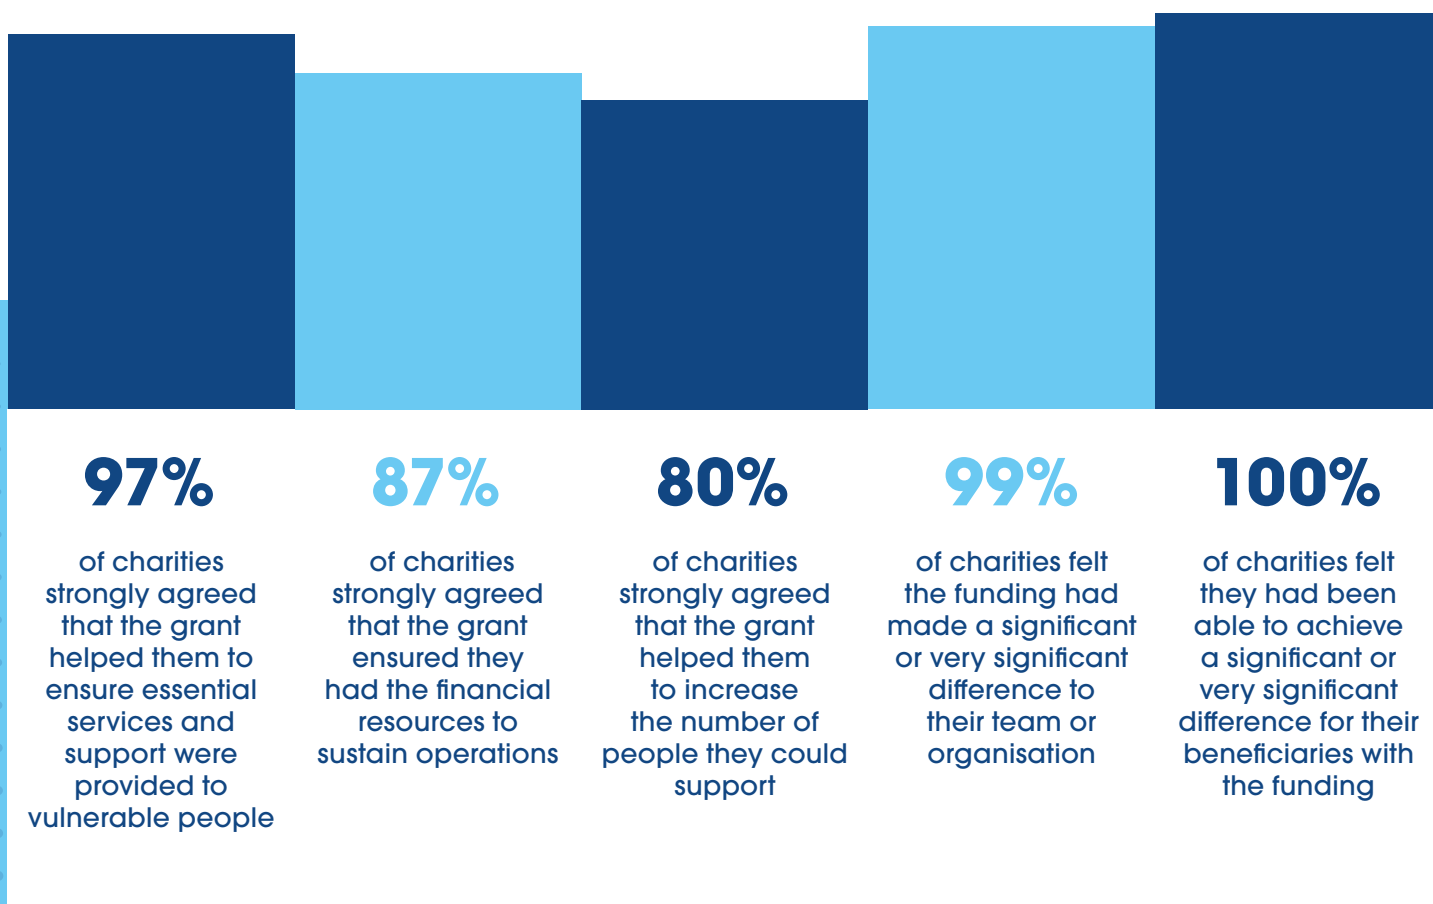 97%
of charities
strongly agreed
that the grant
helped them to
ensure essential
services and
support were
provided to
vulnerable people
87%
of charities
strongly agreed
that the grant
ensured they
had the financial
resources to
sustain operations
80%
of charities
strongly agreed
that the grant
helped them
to increase
the number of
people they could
support
99%
of charities felt
the funding had
made a significant
or very significant
difference to
their team or
organisation
100%
of charities felt
they had been
able to achieve
a significant or
very significant
difference for their
beneficiaries with
the funding